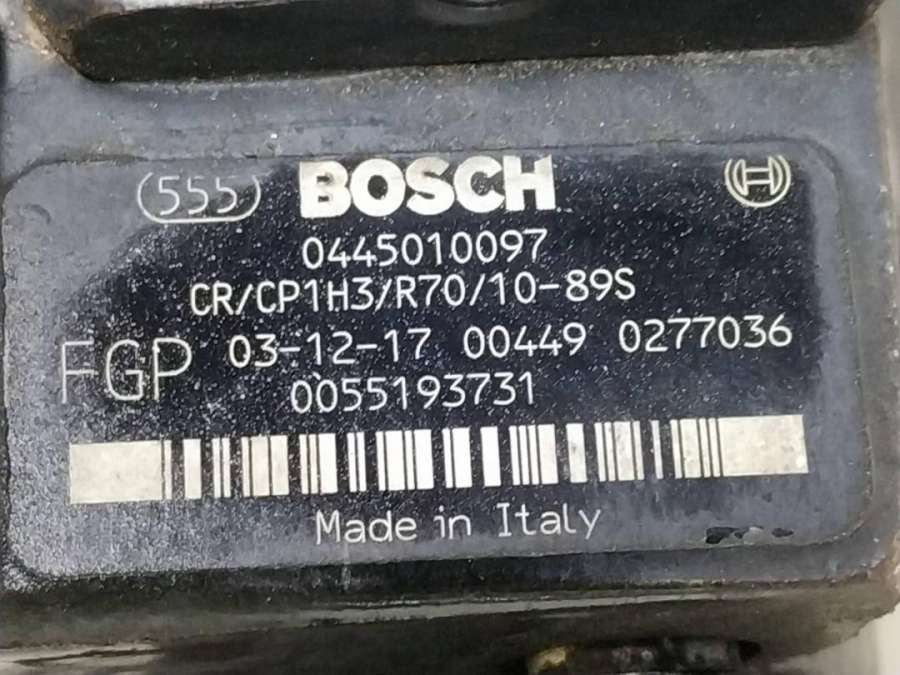 (555) BOSCH
0445010097
CR/CP1H3/R70/10-89S
FGP 03-12-17 00449 0277036
0055193731
Made in Italy